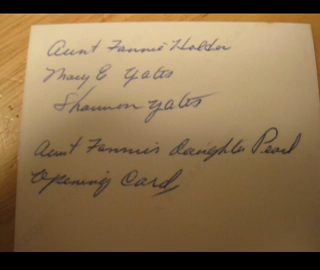 Aunt Fannie Holder
Mary E Yates
Shannon Yates
Aunt Fannie's daughter Pearl
Opening Card